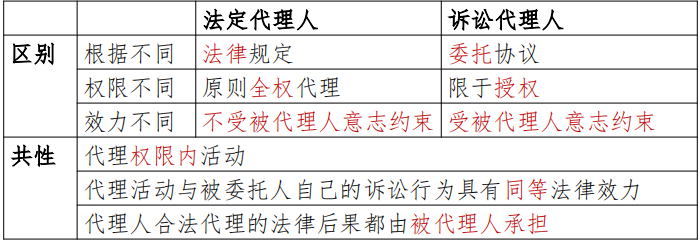 法定代理人 诉讼代理人
区别 根据不同 法律规定 委托协议
权限不同 原则全权代理 限于授权
效力不同 不受被代理人意志约束 受被代理人意志约束
共性 代理权限内活动
代理活动与被委托人自己的诉讼行为具有同等法律效力
代理人合法代理的法律后果都由被代理人承担